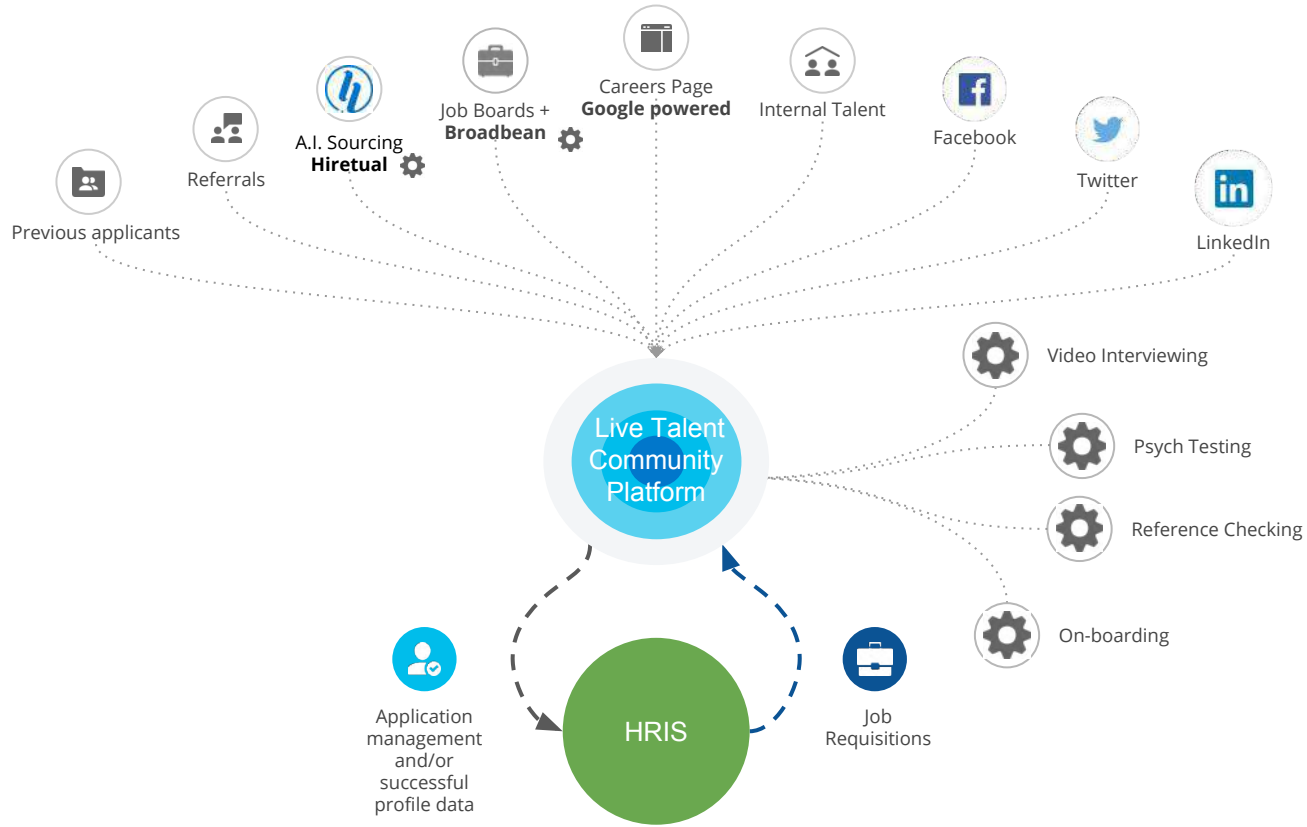 Previous applicants
Referrals
A.I. Sourcing
Hiretual
Job Boards +
Broadbean
Careers Page
Google powered
Internal Talent
Facebook
Twitter
in
LinkedIn
Live Talent
Community
Platform
Video Interviewing
Psych Testing
Reference Checking
On-boarding
Application
management
and/or
successful
profile data
HRIS
Job
Requisitions